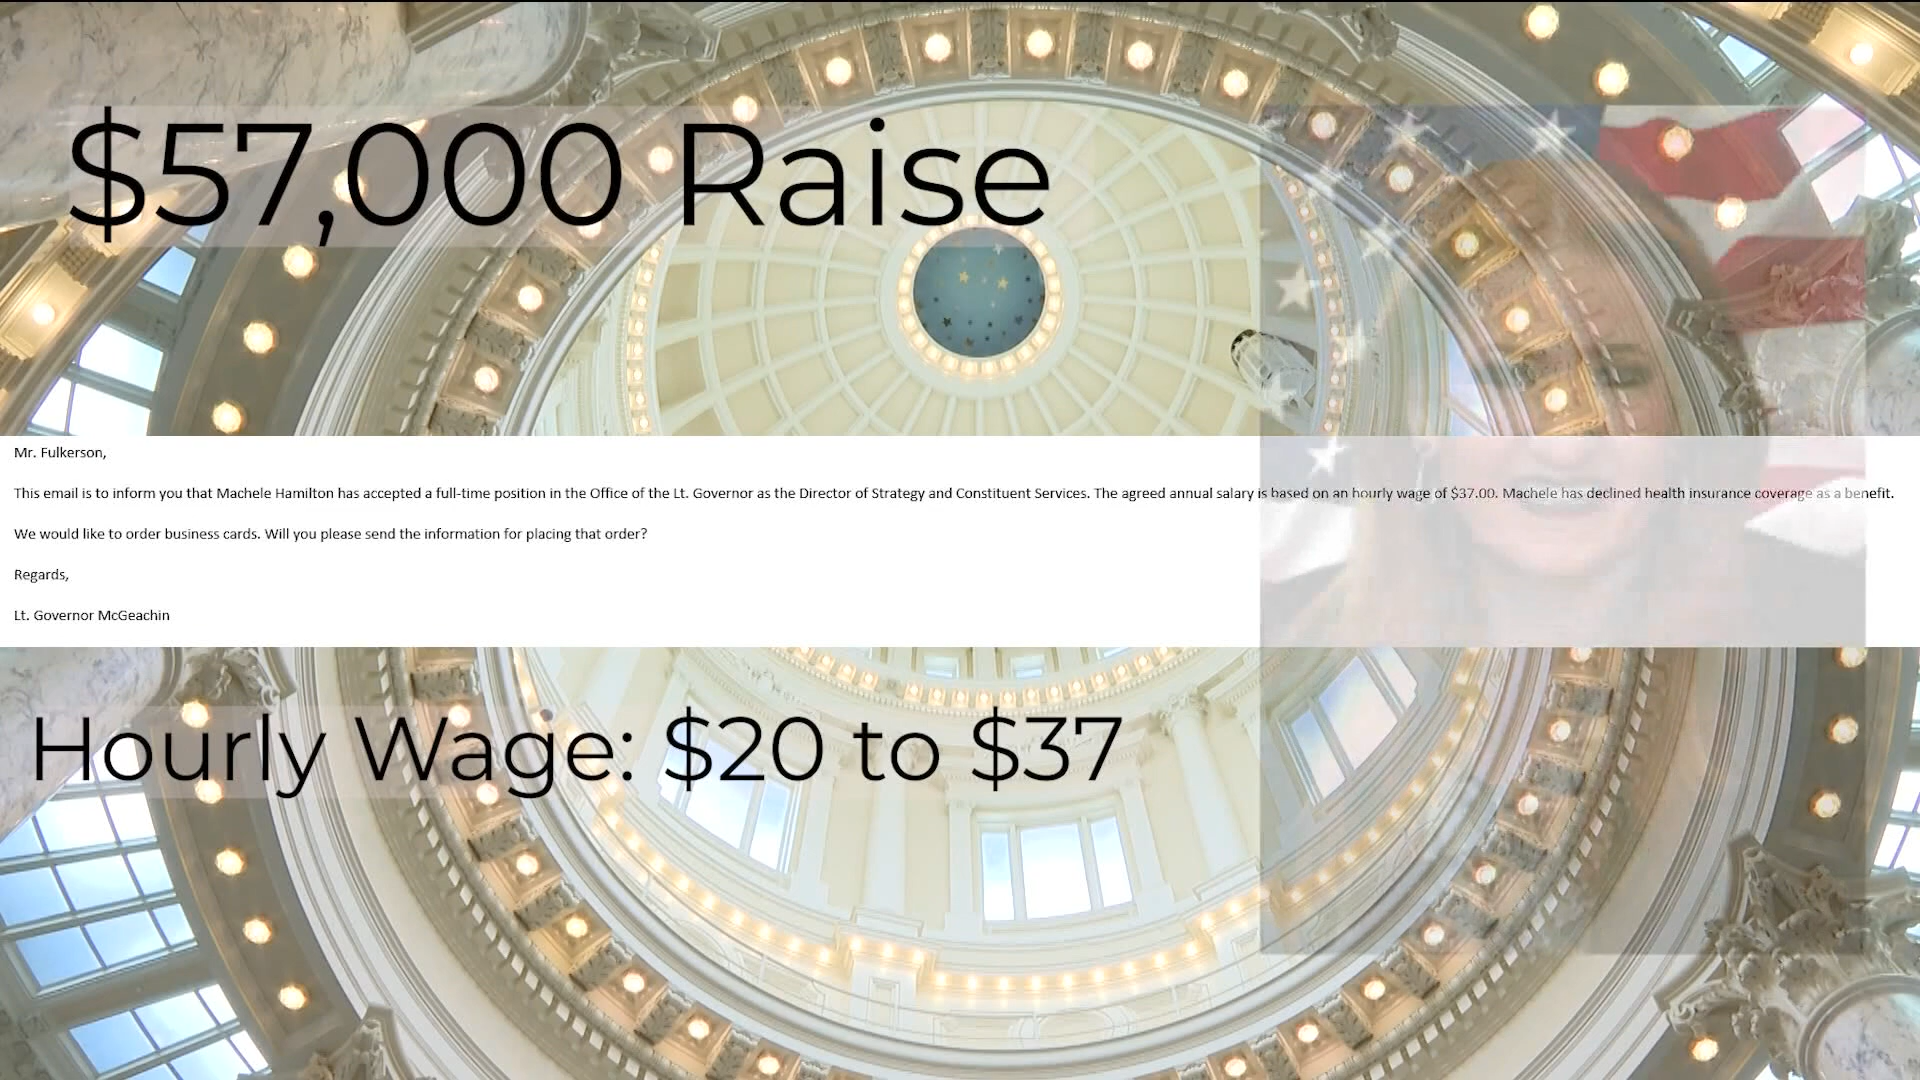 $57,000 Raise
Mr. Fulkerson,
This email is to inform you that Machele Hamilton has accepted a full-time position in the Office of the Lt. Governor as the Director of Strategy and Constituent Services. The agreed annual salary is based on an hourly wage of $37.00. Machele has declined health insurance coverage as a benefit.
We would like to order business cards. Will you please send the information for placing that order?
Regards,
Lt. Governor McGeachin
Hourly Wage: $20 to $37